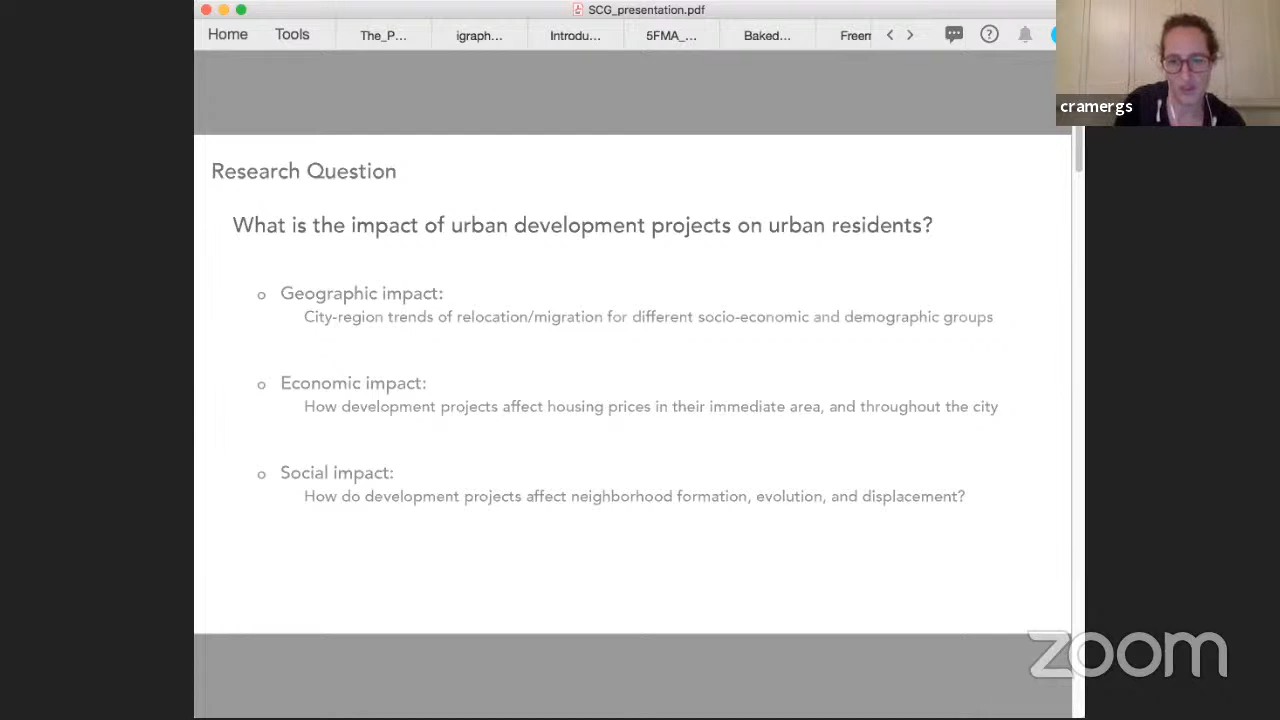 SCG_presentation.pdf
Home Tools The_P... igraph... Introdu... 5FMA_... Baked... Freem
cramergs
Research Question
What is the impact of urban development projects on urban residents?
Geographic impact:
City-region trends of relocation/migration for different socio-economic and demographic groups
Economic impact:
How development projects affect housing prices in their immediate area, and throughout the city
Social impact:
How do development projects affect neighborhood formation, evolution, and displacement?
zoom